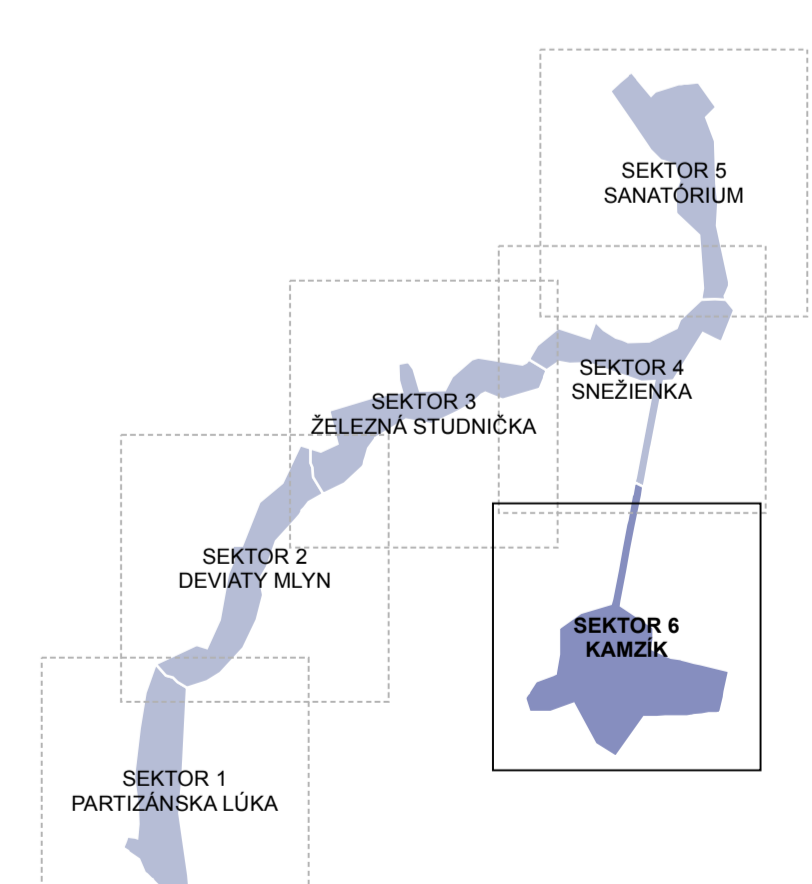 SEKTOR 5
SANATÓRIUM
SEKTOR 4
SNEŽIENKA
SEKTOR 3
ŽELEZNÁ STUDNIČKA
SEKTOR 2
DEVIATY MLYN
SEKTOR 6
KAMZÍK
SEKTOR 1
PARTIZÁNSKA LÚKA